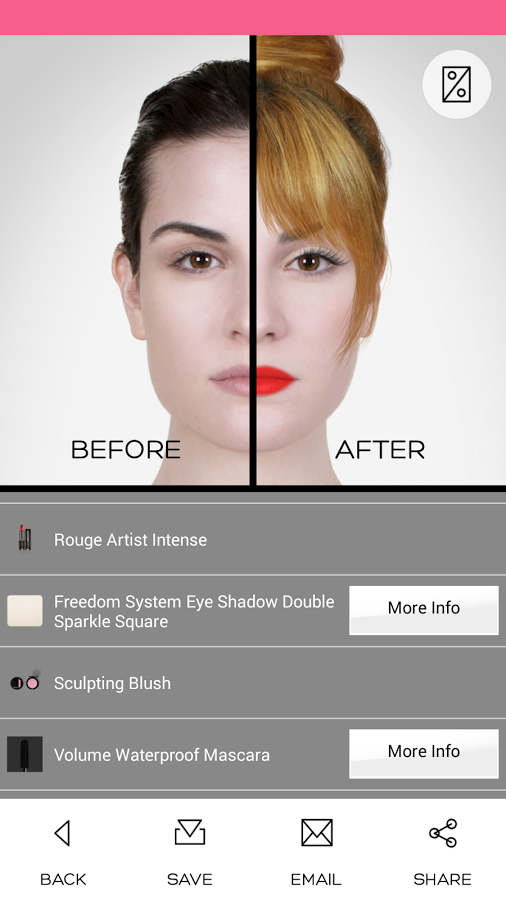 BEFORE
AFTER
Rouge Artist Intense
Freedom System Eye Shadow Double
Sparkle Square
More Info
Sculpting Blush
Volume Waterproof Mascara
More Info
BACK
SAVE
EMAIL
SHARE